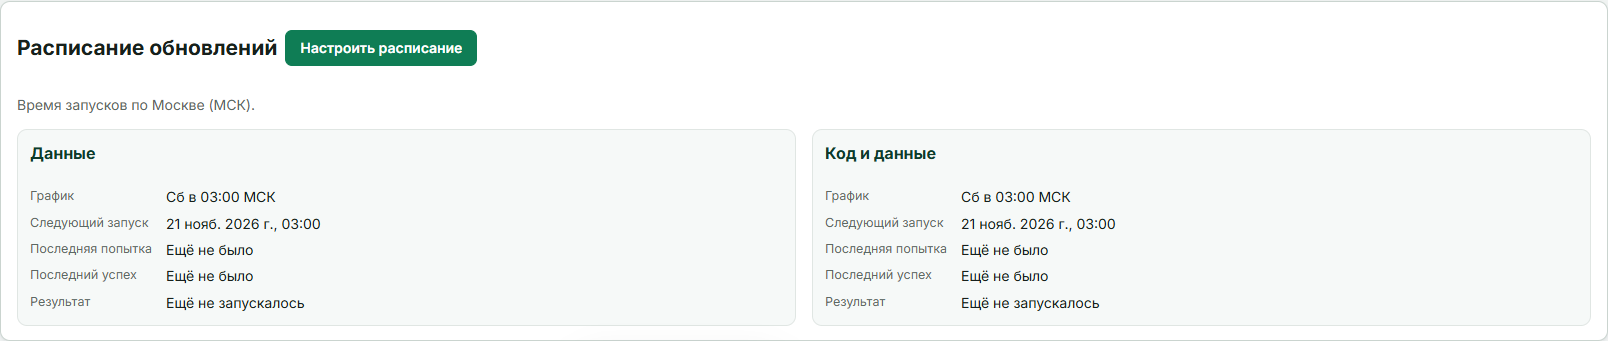 Расписание обновлений
Настроить расписание
Время запусков по Москве (МСК).
Данные
График Сб в 03:00 МСК
Следующий запуск 21 нояб. 2026 г., 03:00
Последняя попытка Ещё не было
Последний успех Ещё не было
Результат Ещё не запускалось
Код и данные
График Сб в 03:00 МСК
Следующий запуск 21 нояб. 2026 г., 03:00
Последняя попытка Ещё не было
Последний успех Ещё не было
Результат Ещё не запускалось